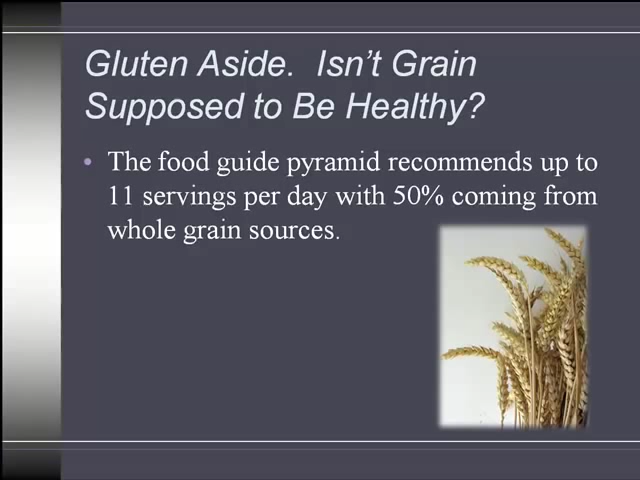 Gluten Aside.  Isn’t Grain
Supposed to Be Healthy?
• The food guide pyramid recommends up to
11 servings per day with 50% coming from
whole grain sources.